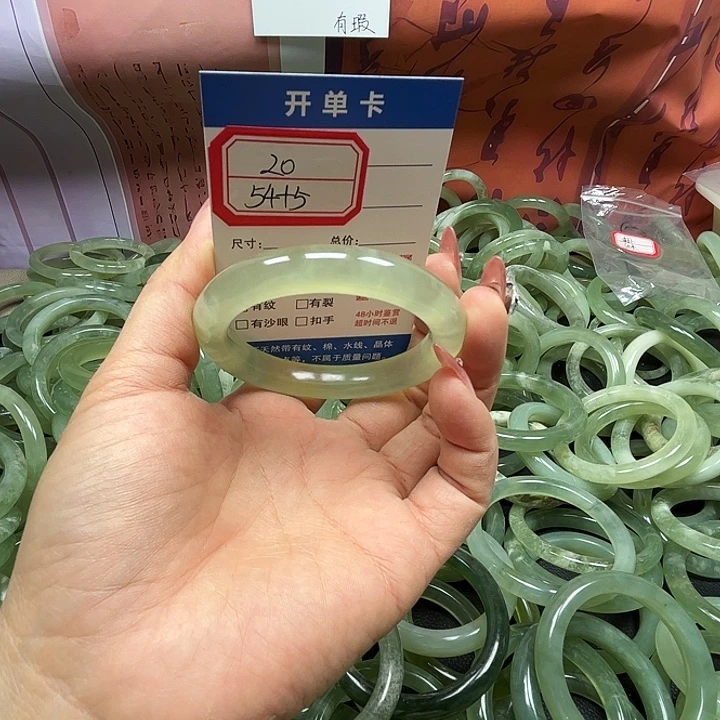 有瑕
开单卡
20
54+5
尺寸: 总价:
有纹 □有裂
□有沙眼 □扣手
48小时鉴赏
超时间不退
天然带有纹、棉、水线、晶体
等，不属于质量问题